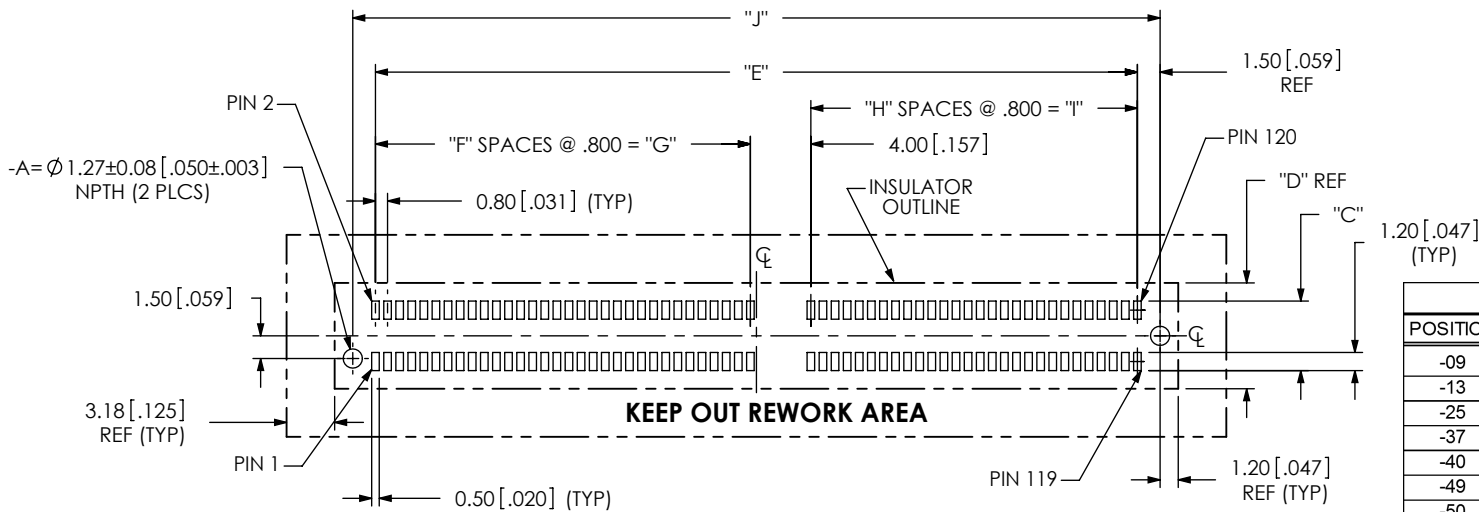 "J"
"E"
1.50 [.059]
REF
PIN 2
"H" SPACES @ .800 = "I"
"F" SPACES @ .800 = "G"
4.00 [.157]
PIN 120
-A= Ø 1.27±0.08 [.050±.003]
NPTH (2 PLCS)
0.80 [.031] (TYP)
INSULATOR
OUTLINE
"D" REF
"C"
1.20 [.047]
(TYP)
℄
1.50 [.059]
℄
POSITIO
-09
-13
-25
-37
-40
-49
-50
3.18 [.125]
REF (TYP)
KEEP OUT REWORK AREA
PIN 1
PIN 119
1.20 [.047]
REF (TYP)
0.50 [.020] (TYP)